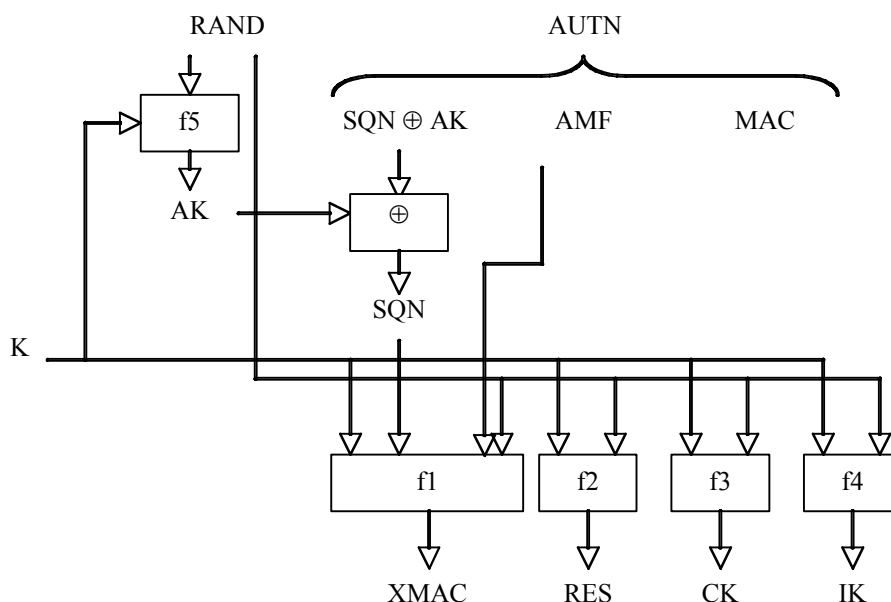 RAND
AUTN
f5
SQN ⊕ AK
AMF
MAC
AK
⊕
SQN
K
f1
f2
f3
f4
XMAC
RES
CK
IK